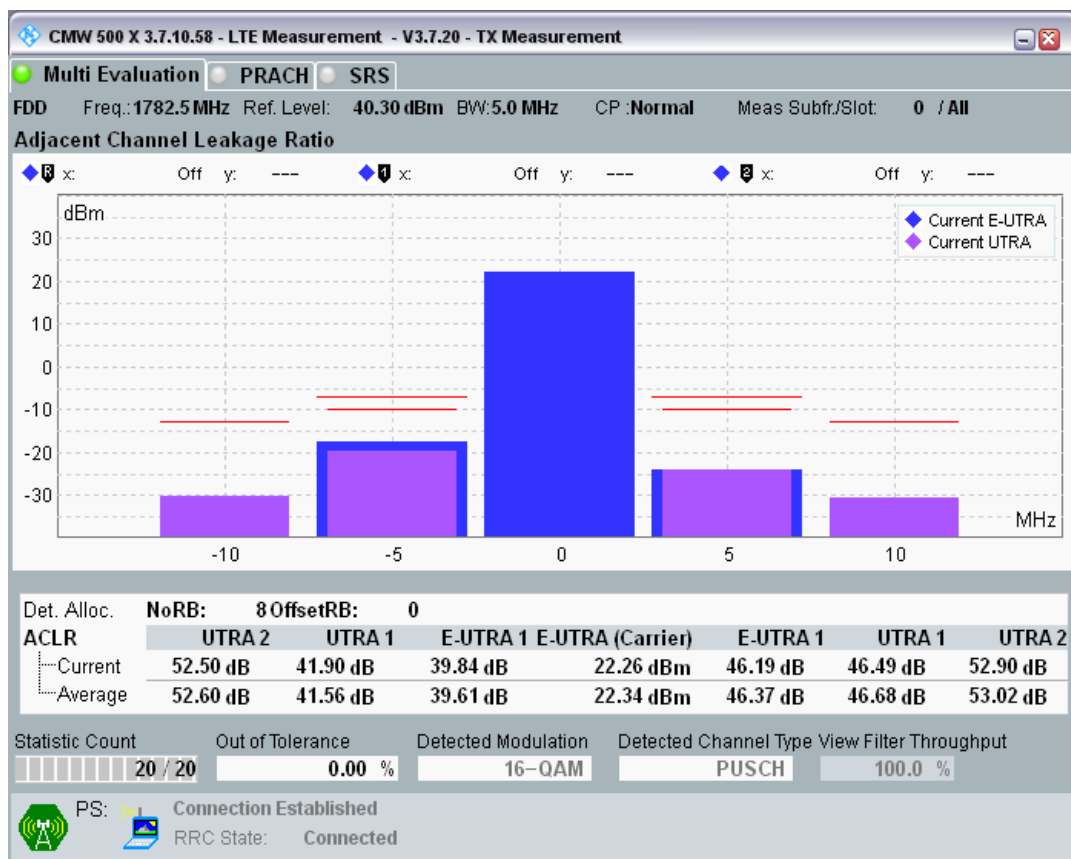 CMW 500 X 3.7.10.58 - LTE Measurement - V3.7.20 - TX Measurement
Multi Evaluation PRACH SRS
FDD Freq.: 1782.5 MHz Ref. Level: 40.30 dBm BW: 5.0 MHz CP : Normal Meas Subfr./Slot: 0 / All
Adjacent Channel Leakage Ratio
R x: Off y: --- 1 x: Off y: --- 2 x: Off y: ---
dBm
Current E-UTRA
Current UTRA
30
20
10
0
-10
-20
-30
MHz
-10 -5 0 5 10
Det. Alloc. NoRB: 8 OffsetRB: 0
ACLR UTRA 2 UTRA 1 E-UTRA 1 E-UTRA (Carrier) E-UTRA 1 UTRA 1 UTRA 2
Current 52.50 dB 41.90 dB 39.84 dB 22.26 dBm 46.19 dB 46.49 dB 52.90 dB
Average 52.60 dB 41.56 dB 39.61 dB 22.34 dBm 46.37 dB 46.68 dB 53.02 dB
Statistic Count Out of Tolerance Detected Modulation Detected Channel Type View Filter Throughput
20 / 20 0.00 % 16-QAM PUSCH 100.0 %
PS: Connection Established
RRC State: Connected